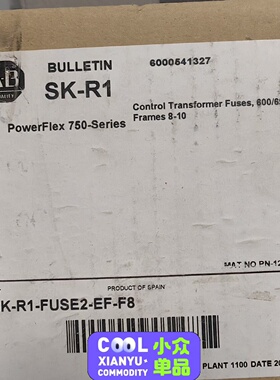 BULLETIN
6000541327
SK-R1
Control Transformer Fuses, 600/6
PowerFlex 750-Series
Frames 8-10
MAT NO PN-12
PRODUCT OF SPAIN
K-R1-FUSE2-EF-F8
COOL 小众
XIANYU 单品
COMMODITY
PLANT 1100 DATE 20